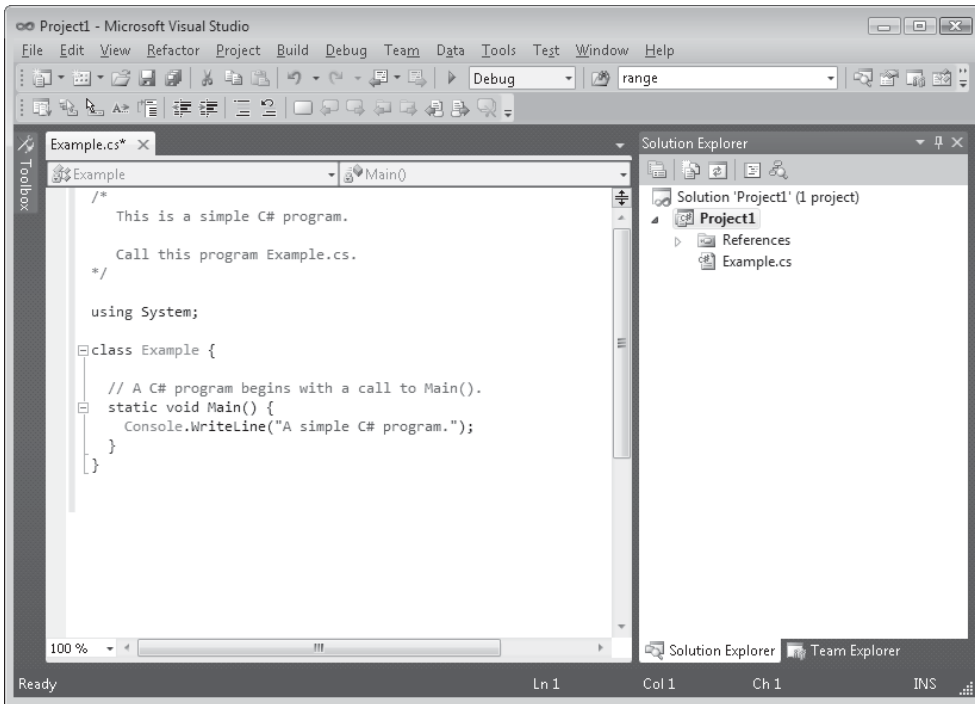 Project1 - Microsoft Visual Studio
File Edit View Refactor Project Build Debug Team Data Tools Test Window Help
Debug range
Toolbox
Example.cs*
Example Main()
/*
This is a simple C# program.
Call this program Example.cs.
*/
using System;
class Example {
// A C# program begins with a call to Main().
static void Main() {
Console.WriteLine("A simple C# program.");
}
}
100 %
Solution Explorer
Solution 'Project1' (1 project)
Project1
References
Example.cs
Solution Explorer Team Explorer
Ready Ln 1 Col 1 Ch 1 INS